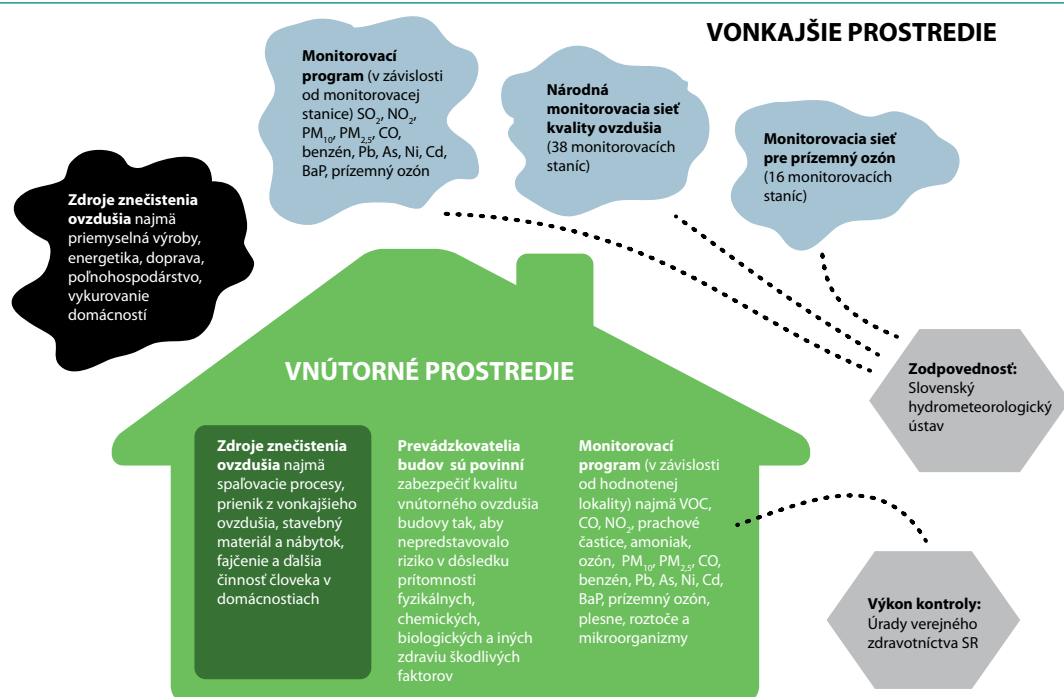 VONKAJŠIE PROSTREDIE
Monitorovací
program (v závislosti
od monitorovacej
stanice) SO₂, NO₂,
PM₁₀, PM₂,₅, CO,
benzén, Pb, As, Ni, Cd,
BaP, prízemný ozón
Národná
monitorovacia sieť
kvality ovzdušia
(38 monitorovacích
staníc)
Monitorovacia sieť
pre prízemný ozón
(16 monitorovacích
staníc)
Zdroje znečistenia
ovzdušia najmä
priemyselná výroby,
energetika, doprava,
poľnohospodárstvo,
vykurovanie
domácností
VNÚTORNÉ PROSTREDIE
Zdroje znečistenia
ovzdušia najmä
spaľovacie procesy,
prienik z vonkajšieho
ovzdušia, stavebný
materiál a nábytok,
fajčenie a ďalšia
činnosť človeka v
domácnostiach
Prevádzkovatelia
budov sú povinní
zabezpečiť kvalitu
vnútorného ovzdušia
budovy tak, aby
nepredstavovalo
riziko v dôsledku
prítomnosti
fyzikálnych,
chemických,
biologických a iných
zdraviu škodlivých
faktorov
Monitorovací
program (v závislosti
od hodnotenej
lokality) najmä VOC,
CO, NO₂, prachové
častice, amoniak,
ozón, PM₁₀, PM₂,₅, CO,
benzén, Pb, As, Ni, Cd,
BaP, prízemný ozón,
plesne, roztoče a
mikroorganizmy
Zodpovednosť:
Slovenský
hydrometeorologický
ústav
Výkon kontroly:
Úrady verejného
zdravotníctva SR